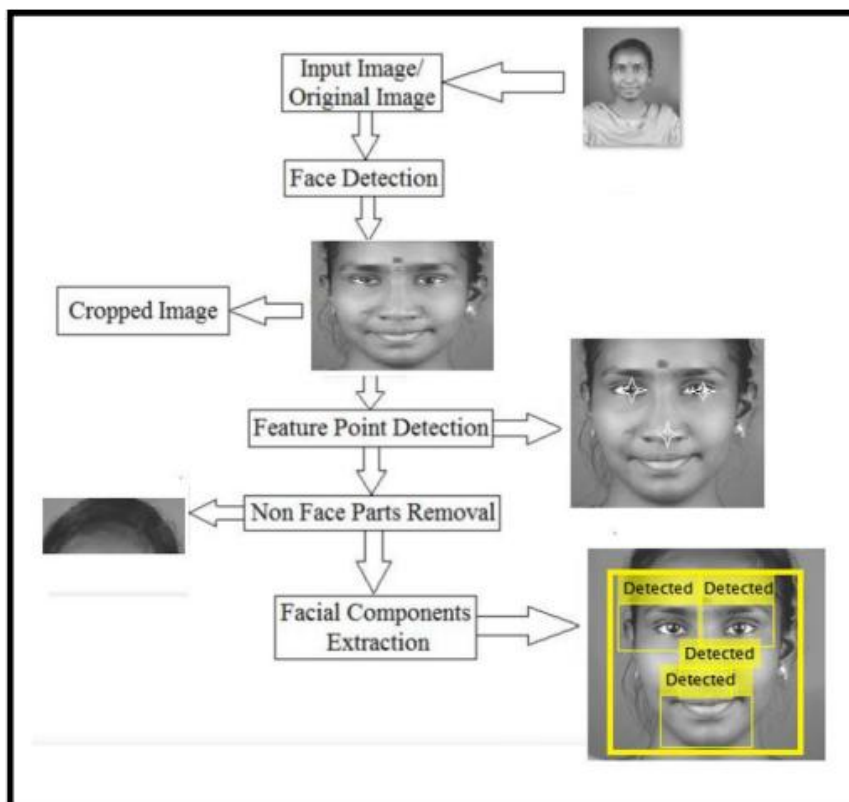 Input Image/
Original Image
Face Detection
Cropped Image
Feature Point Detection
Non Face Parts Removal
Facial Components
Extraction
Detected Detected
Detected
Detected